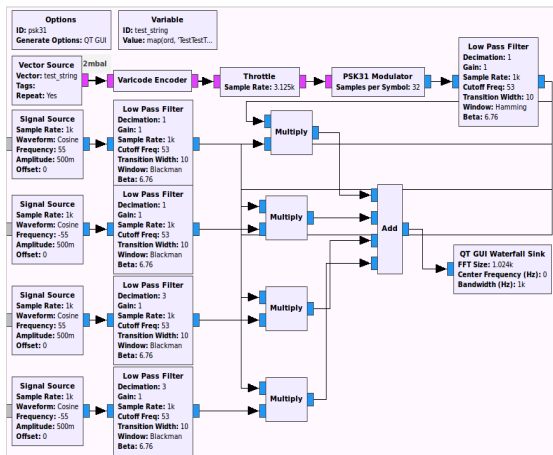 Options
ID: psk31
Generate Options: QT GUI
Variable
ID: test_string
Value: map(ord, 'TestTestT...
Low Pass Filter
Decimation: 1
Gain: 1
Sample Rate: 1k
Cutoff Freq: 53
Transition Width: 10
Window: Hamming
Beta: 6.76
Vector Source
Vector: test_string
Tags:
Repeat: Yes
2mbal
Varicode Encoder
Throttle
Sample Rate: 3.125k
PSK31 Modulator
Samples per Symbol: 32
Signal Source
Sample Rate: 1k
Waveform: Cosine
Frequency: 55
Amplitude: 500m
Offset: 0
Low Pass Filter
Decimation: 1
Gain: 1
Sample Rate: 1k
Cutoff Freq: 53
Transition Width: 10
Window: Blackman
Beta: 6.76
Multiply
Signal Source
Sample Rate: 1k
Waveform: Cosine
Frequency: -55
Amplitude: 500m
Offset: 0
Low Pass Filter
Decimation: 1
Gain: 1
Sample Rate: 1k
Cutoff Freq: 53
Transition Width: 10
Window: Blackman
Beta: 6.76
Multiply
Add
QT GUI Waterfall Sink
FFT Size: 1.024k
Center Frequency (Hz): 0
Bandwidth (Hz): 1k
Signal Source
Sample Rate: 1k
Waveform: Cosine
Frequency: 55
Amplitude: 500m
Offset: 0
Low Pass Filter
Decimation: 3
Gain: 1
Sample Rate: 1k
Cutoff Freq: 53
Transition Width: 10
Window: Blackman
Beta: 6.76
Multiply
Signal Source
Sample Rate: 1k
Waveform: Cosine
Frequency: -55
Amplitude: 500m
Offset: 0
Low Pass Filter
Decimation: 3
Gain: 1
Sample Rate: 1k
Cutoff Freq: 53
Transition Width: 10
Window: Blackman
Beta: 6.76
Multiply